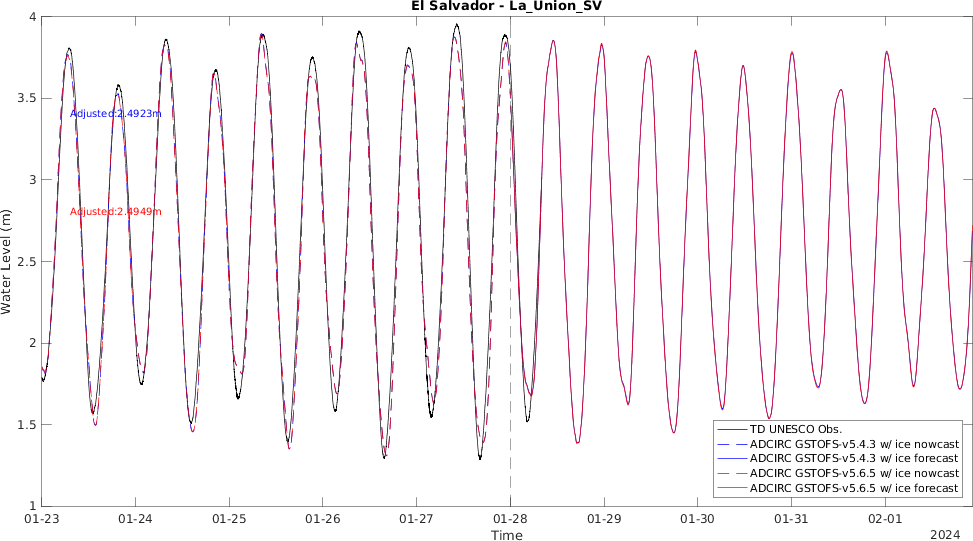 El Salvador - La_Union_SV
4
3.5
3
2.5
2
1.5
1
Water Level (m)
Adjusted:2.4923m
Adjusted:2.4949m
TD UNESCO Obs.
ADCIRC GSTOFS-v5.4.3 w/ ice nowcast
ADCIRC GSTOFS-v5.4.3 w/ ice forecast
ADCIRC GSTOFS-v5.6.5 w/ ice nowcast
ADCIRC GSTOFS-v5.6.5 w/ ice forecast
01-23 01-24 01-25 01-26 01-27 01-28 01-29 01-30 01-31 02-01
Time
2024